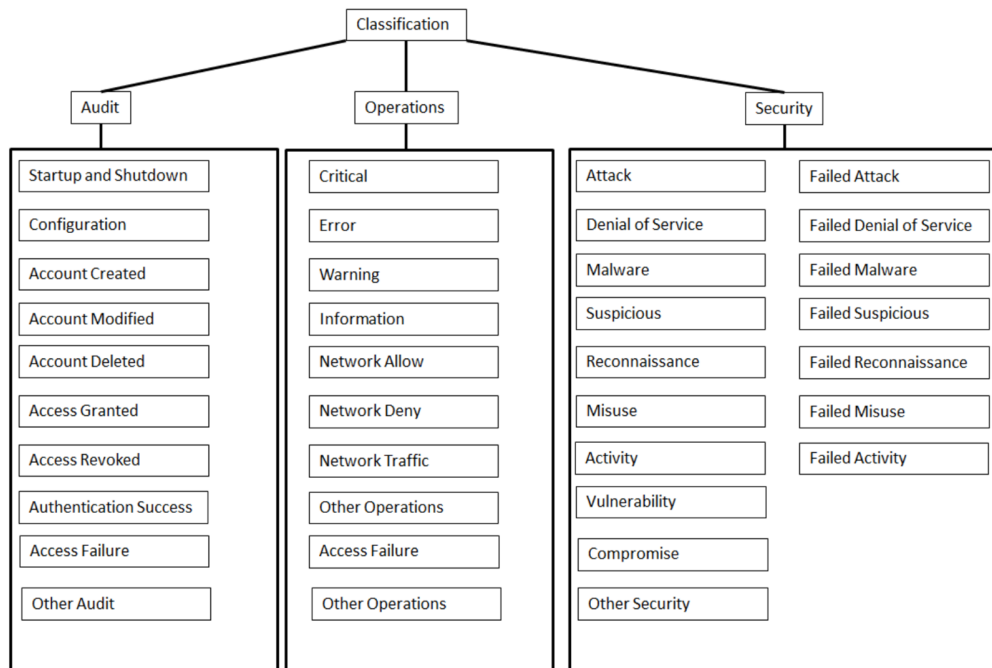 Classification
Audit
Operations
Security
Startup and Shutdown
Configuration
Account Created
Account Modified
Account Deleted
Access Granted
Access Revoked
Authentication Success
Access Failure
Other Audit
Critical
Error
Warning
Information
Network Allow
Network Deny
Network Traffic
Other Operations
Access Failure
Other Operations
Attack
Denial of Service
Malware
Suspicious
Reconnaissance
Misuse
Activity
Vulnerability
Compromise
Other Security
Failed Attack
Failed Denial of Service
Failed Malware
Failed Suspicious
Failed Reconnaissance
Failed Misuse
Failed Activity